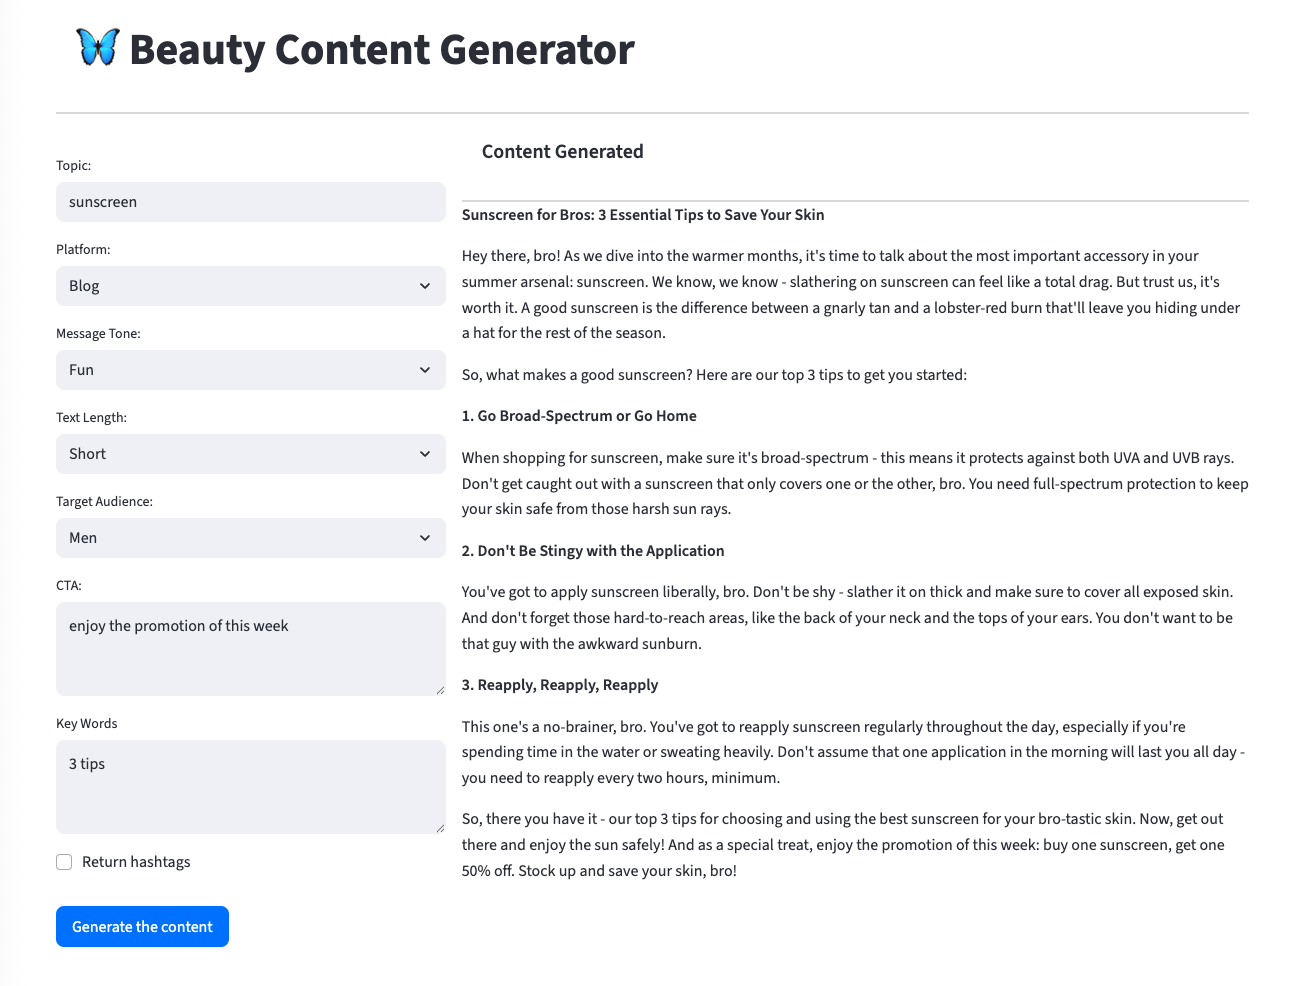 Beauty Content Generator
Topic:
sunscreen
Platform:
Blog
Message Tone:
Fun
Text Length:
Short
Target Audience:
Men
CTA:
enjoy the promotion of this week
Key Words
3 tips
Return hashtags
Generate the content
Content Generated
Sunscreen for Bros: 3 Essential Tips to Save Your Skin
Hey there, bro! As we dive into the warmer months, it's time to talk about the most important accessory in your
summer arsenal: sunscreen. We know, we know - slathering on sunscreen can feel like a total drag. But trust us, it's
worth it. A good sunscreen is the difference between a gnarly tan and a lobster-red burn that'll leave you hiding under
a hat for the rest of the season.
So, what makes a good sunscreen? Here are our top 3 tips to get you started:
1. Go Broad-Spectrum or Go Home
When shopping for sunscreen, make sure it's broad-spectrum - this means it protects against both UVA and UVB rays.
Don't get caught out with a sunscreen that only covers one or the other, bro. You need full-spectrum protection to keep
your skin safe from those harsh sun rays.
2. Don't Be Stingy with the Application
You've got to apply sunscreen liberally, bro. Don't be shy - slather it on thick and make sure to cover all exposed skin.
And don't forget those hard-to-reach areas, like the back of your neck and the tops of your ears. You don't want to be
that guy with the awkward sunburn.
3. Reapply, Reapply, Reapply
This one's a no-brainer, bro. You've got to reapply sunscreen regularly throughout the day, especially if you're
spending time in the water or sweating heavily. Don't assume that one application in the morning will last you all day -
you need to reapply every two hours, minimum.
So, there you have it - our top 3 tips for choosing and using the best sunscreen for your bro-tastic skin. Now, get out
there and enjoy the sun safely! And as a special treat, enjoy the promotion of this week: buy one sunscreen, get one
50% off. Stock up and save your skin, bro!